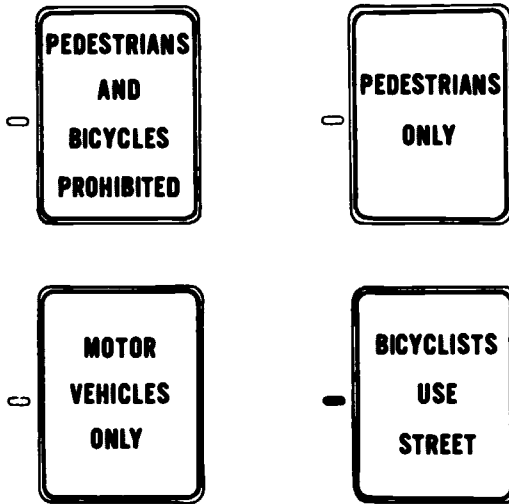 PEDESTRIANS
AND
BICYCLES
PROHIBITED
PEDESTRIANS
ONLY
MOTOR
VEHICLES
ONLY
BICYCLISTS
USE
STREET